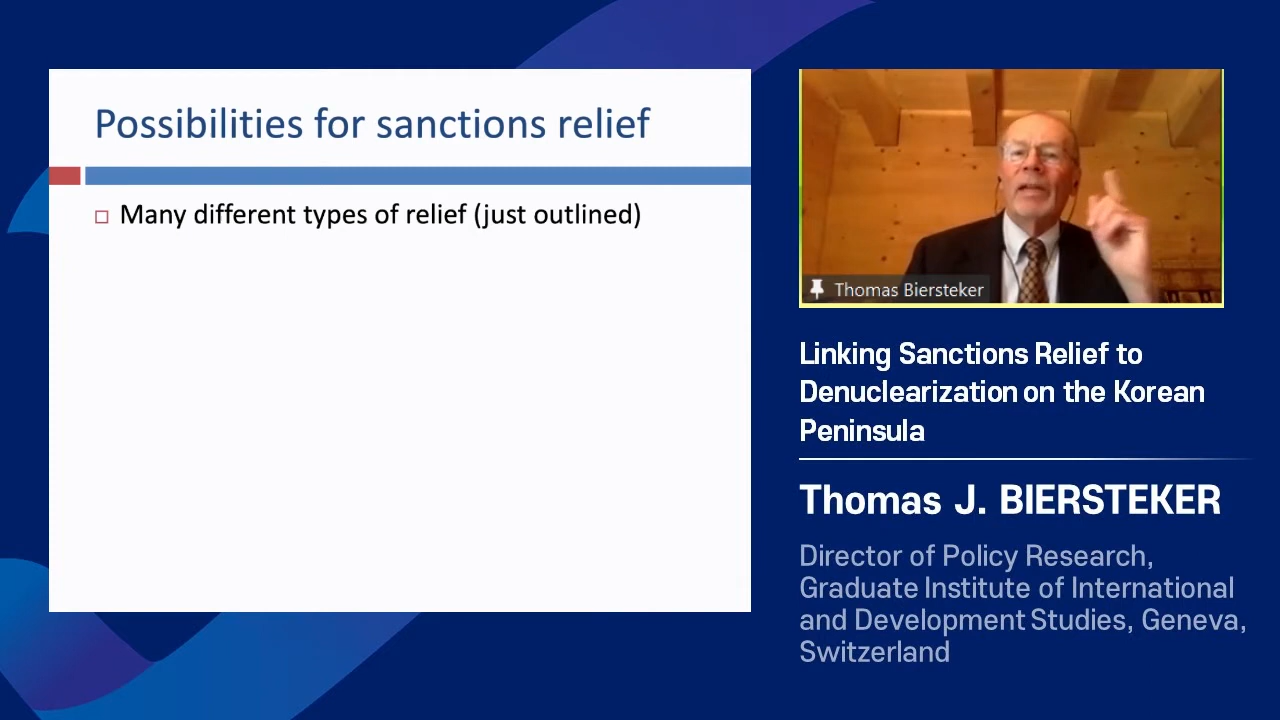 Possibilities for sanctions relief
Many different types of relief (just outlined)
Thomas Biersteker
Linking Sanctions Relief to
Denuclearization on the Korean
Peninsula
Thomas J. BIERSTEKER
Director of Policy Research,
Graduate Institute of International
and Development Studies, Geneva,
Switzerland